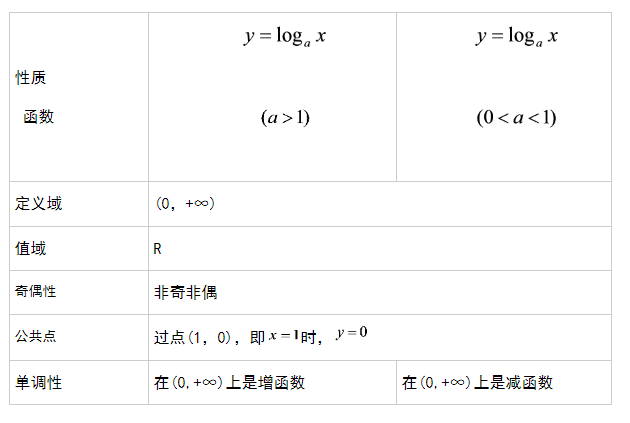 y = logₐ x
y = logₐ x
性质
函数
(a > 1)
(0 < a < 1)
定义域
(0, +∞)
值域
R
奇偶性
非奇非偶
公共点
过点(1, 0), 即 x = 1时, y = 0
单调性
在(0,+∞)上是增函数
在(0,+∞)上是减函数